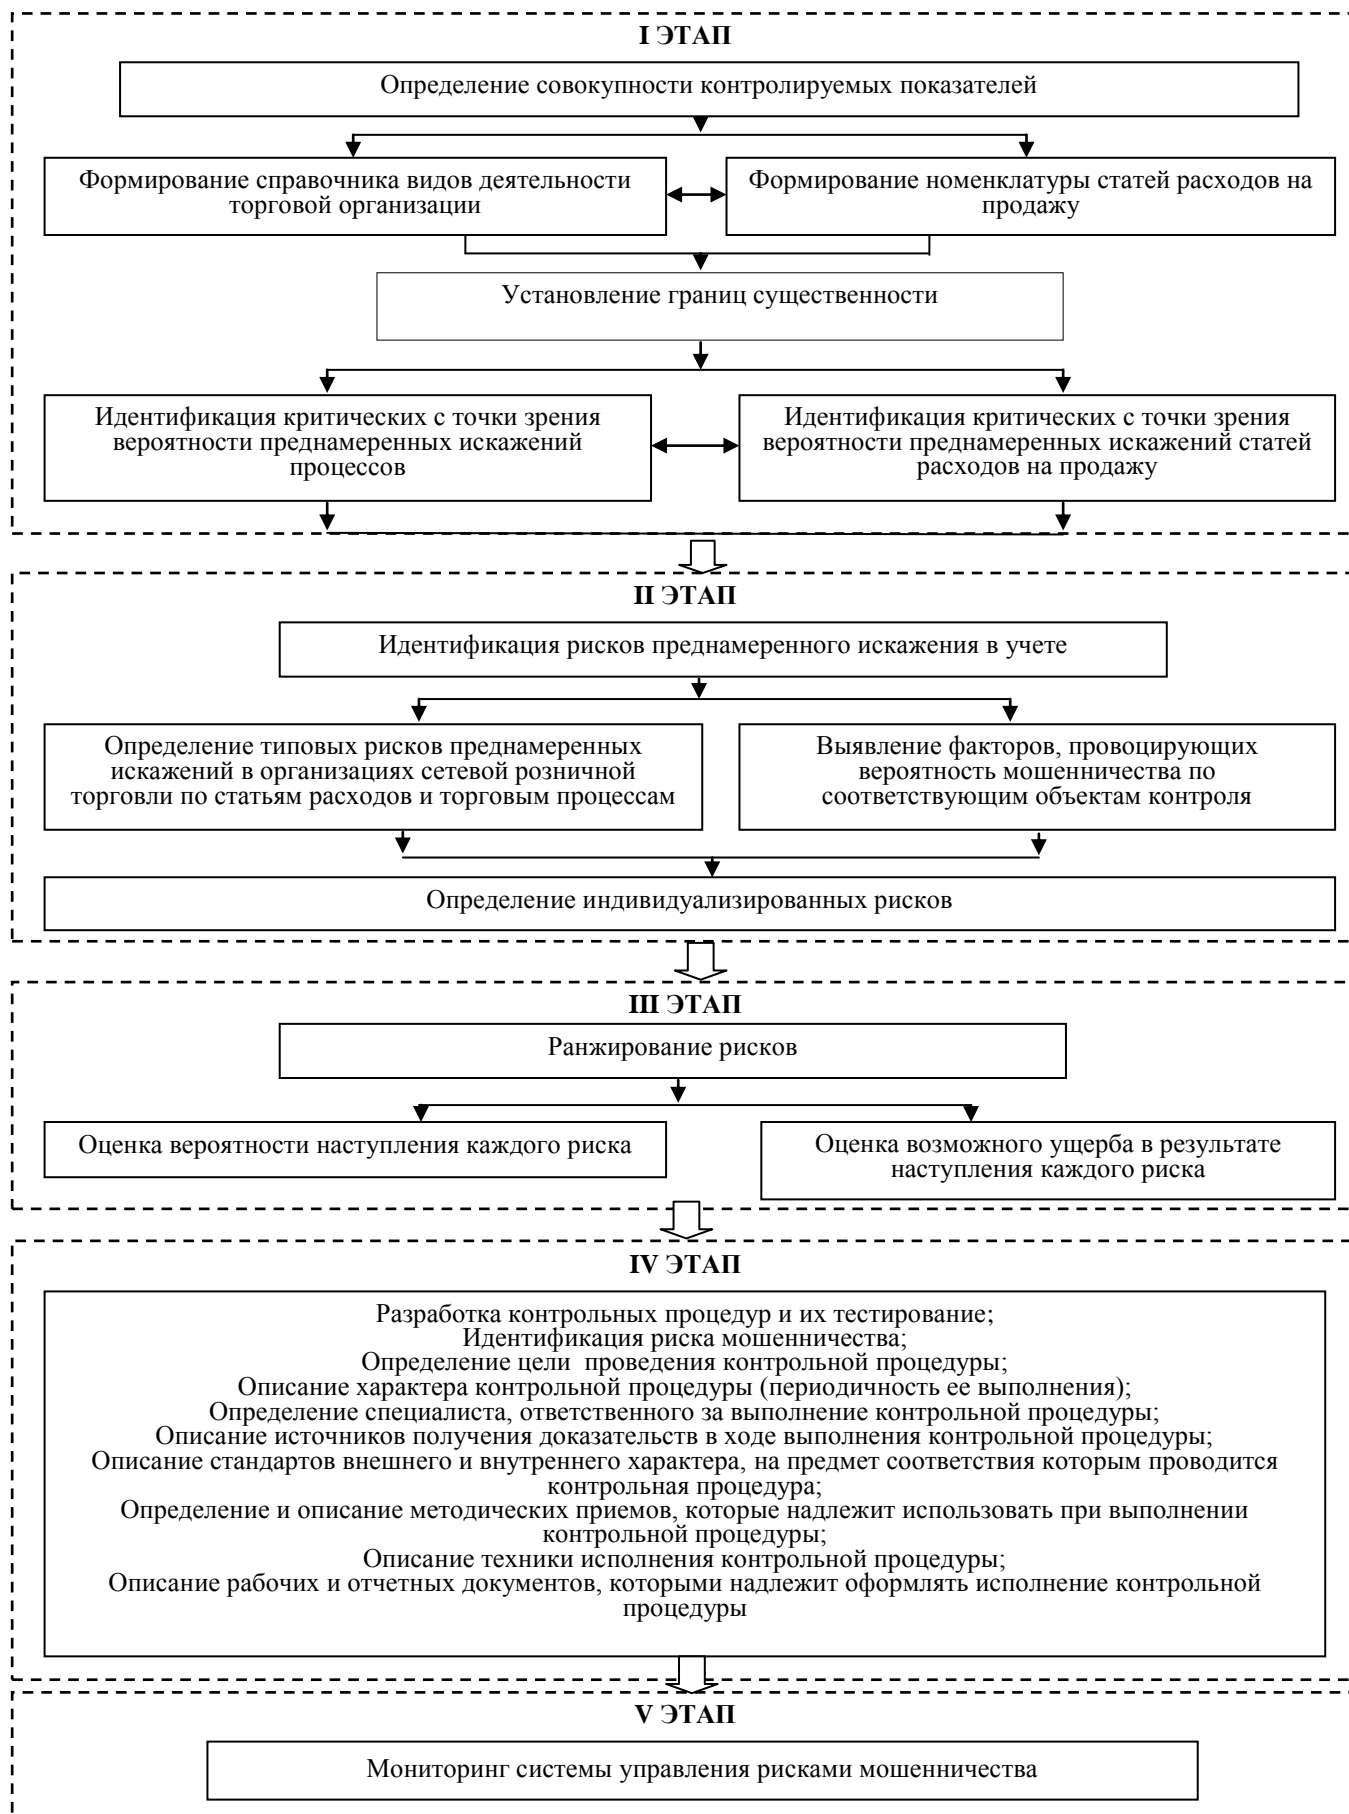 I ЭТАП
Определение совокупности контролируемых показателей
Формирование справочника видов деятельности
торговой организации
Формирование номенклатуры статей расходов на
продажу
Установление границ существенности
Идентификация критических с точки зрения
вероятности преднамеренных искажений
процессов
Идентификация критических с точки зрения
вероятности преднамеренных искажений статей
расходов на продажу
II ЭТАП
Идентификация рисков преднамеренного искажения в учете
Определение типовых рисков преднамеренных
искажений в организациях сетевой розничной
торговли по статьям расходов и торговым процессам
Выявление факторов, провоцирующих
вероятность мошенничества по
соответствующим объектам контроля
Определение индивидуализированных рисков
III ЭТАП
Ранжирование рисков
Оценка вероятности наступления каждого риска
Оценка возможного ущерба в результате
наступления каждого риска
IV ЭТАП
Разработка контрольных процедур и их тестирование;
Идентификация риска мошенничества;
Определение цели  проведения контрольной процедуры;
Описание характера контрольной процедуры (периодичность ее выполнения);
Определение специалиста, ответственного за выполнение контрольной процедуры;
Описание источников получения доказательств в ходе выполнения контрольной процедуры;
Описание стандартов внешнего и внутреннего характера, на предмет соответствия которым проводится
контрольная процедура;
Определение и описание методических приемов, которые надлежит использовать при выполнении
контрольной процедуры;
Описание техники исполнения контрольной процедуры;
Описание рабочих и отчетных документов, которыми надлежит оформлять исполнение контрольной
процедуры
V ЭТАП
Мониторинг системы управления рисками мошенничества